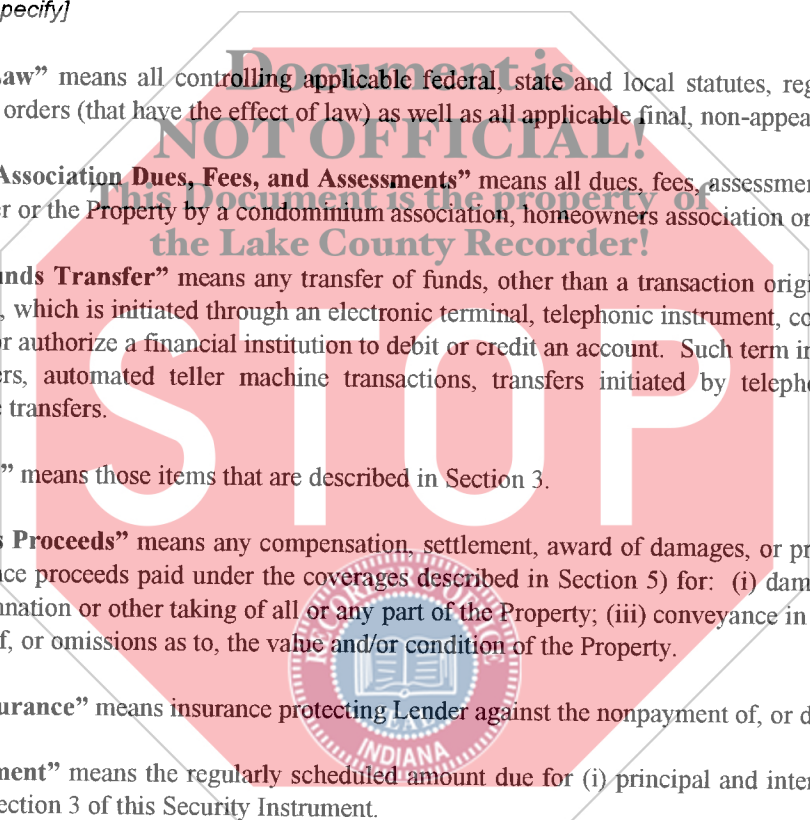 pecify]
Document is
aw” means all controlling applicable federal, state and local statutes, reg
orders (that have the effect of law) as well as all applicable final, non-appea
NOT OFFICIAL!
Association Dues, Fees, and Assessments” means all dues, fees, assessmen
This Document is the property of
r or the Property by a condominium association, homeowners association or
the Lake County Recorder!
unds Transfer” means any transfer of funds, other than a transaction origi
, which is initiated through an electronic terminal, telephonic instrument, co
r authorize a financial institution to debit or credit an account. Such term in
ers, automated teller machine transactions, transfers initiated by telepho
transfers.
STOP
” means those items that are described in Section 3.
s Proceeds” means any compensation, settlement, award of damages, or pr
nce proceeds paid under the coverages described in Section 5) for: (i) dam
nnation or other taking of all or any part of the Property; (iii) conveyance in
f, or omissions as to, the value and/or condition of the Property.
RECORDER'S OFFICE
SEAL
INDIANA
urance” means insurance protecting Lender against the nonpayment of, or d
ment” means the regularly scheduled amount due for (i) principal and inter
ection 3 of this Security Instrument.